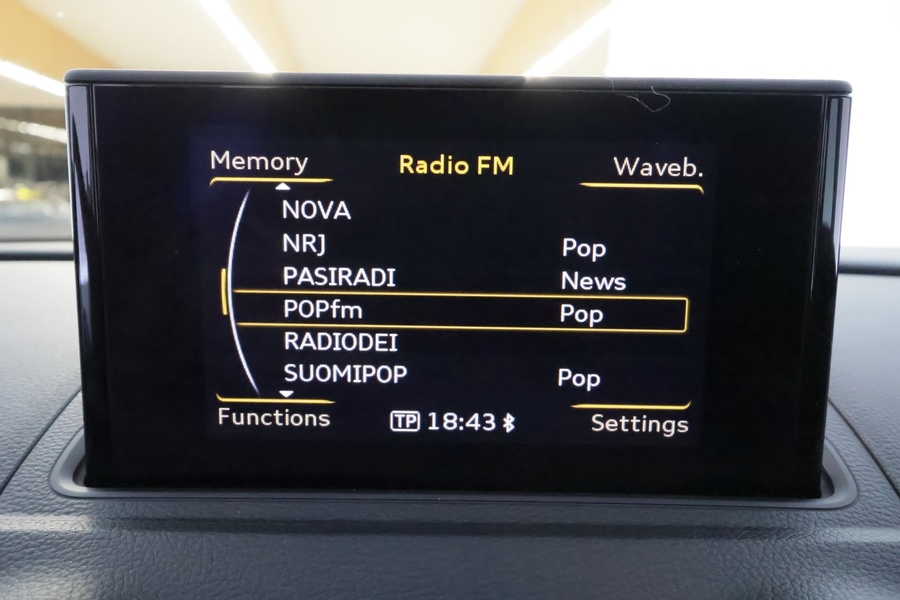 Memory Radio FM Waveb.
NOVA
NRJ Pop
PASIRADI News
POPfm Pop
RADIODEI
SUOMIPOP Pop
Functions TP 18:43 Settings